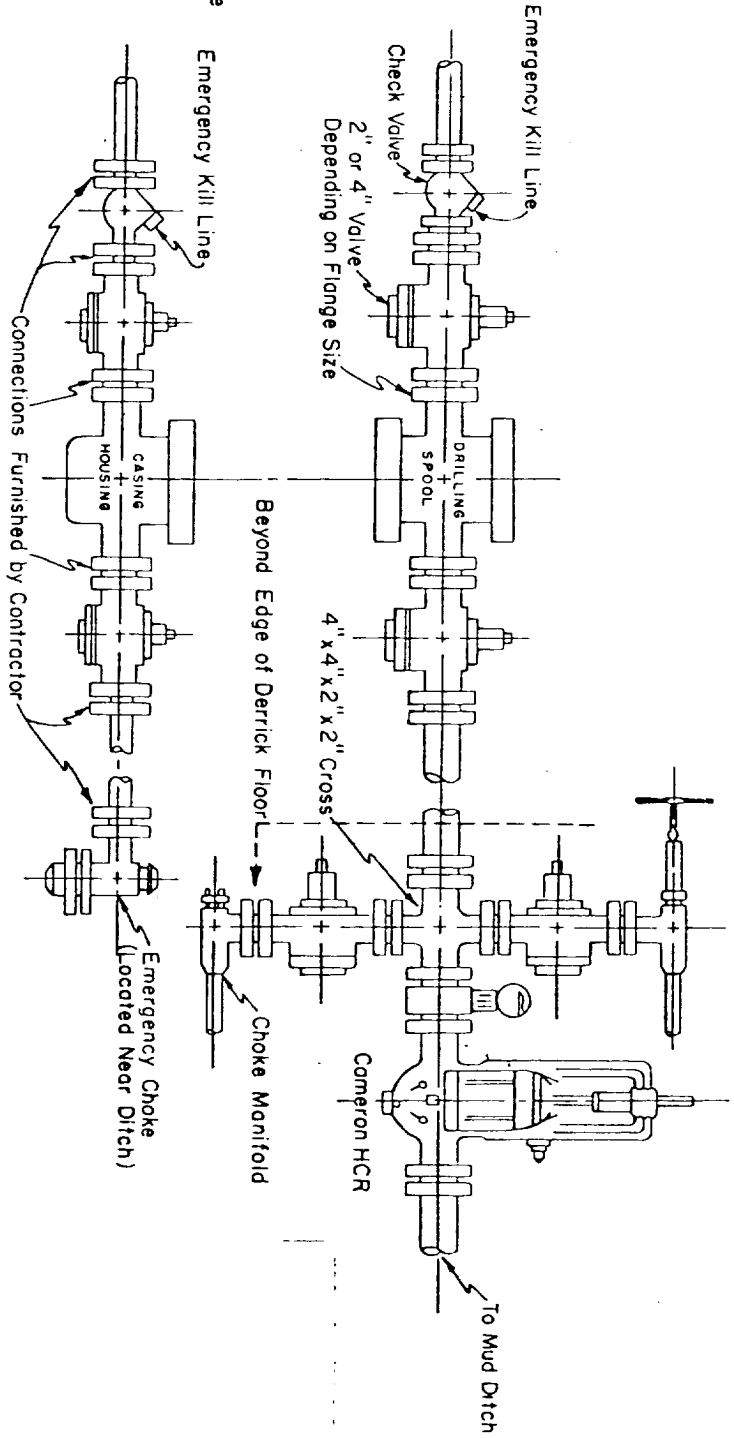 Emergency Kill Line
Check Valve
2" or 4" Valve
Depending on Flange Size
DRILLING
SPOOL
4" x 4" x 2" x 2" Cross
Beyond Edge of Derrick Floor
Cameron HCR
To Mud Ditch
Choke Manifold
Emergency Kill Line
CASING
HOUSING
Connections Furnished by Contractor
Emergency Choke
(Located Near Ditch)
e